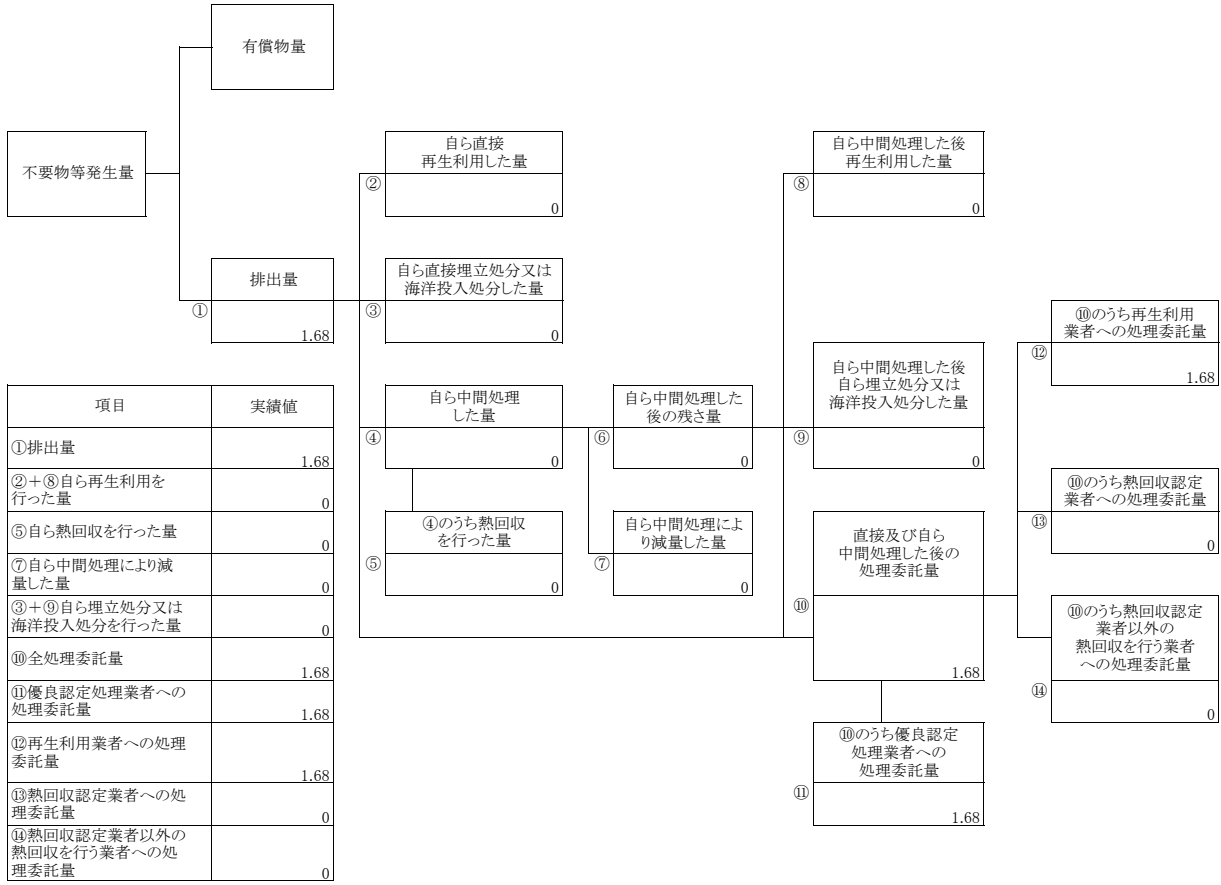 有償物量
不要物等発生量
自ら直接
再生利用した量
②
0
自ら中間処理した後
再生利用した量
⑧
0
排出量
①
1.68
自ら直接埋立処分又は
海洋投入処分した量
③
0
⑩のうち再生利用
業者への処理委託量
⑫
1.68
自ら中間処理
した量
④
0
自ら中間処理した
後の残さ量
⑥
0
自ら中間処理した後
自ら埋立処分又は
海洋投入処分した量
⑨
0
⑩のうち熱回収認定
業者への処理委託量
⑬
0
④のうち熱回収
を行った量
⑤
0
自ら中間処理によ
り減量した量
⑦
0
直接及び自ら
中間処理した後の
処理委託量
⑩
1.68
⑩のうち熱回収認定
業者以外の
熱回収を行う業者
への処理委託量
⑭
0
⑩のうち優良認定
処理業者への
処理委託量
⑪
1.68
項目 実績値
①排出量
1.68
②+⑧自ら再生利用を
行った量
0
⑤自ら熱回収を行った量
0
⑦自ら中間処理により減
量した量
0
③+⑨自ら埋立処分又は
海洋投入処分を行った量
0
⑩全処理委託量
1.68
⑪優良認定処理業者への
処理委託量
1.68
⑫再生利用業者への処理
委託量
1.68
⑬熱回収認定業者への処
理委託量
0
⑭熱回収認定業者以外の
熱回収を行う業者への処
理委託量
0